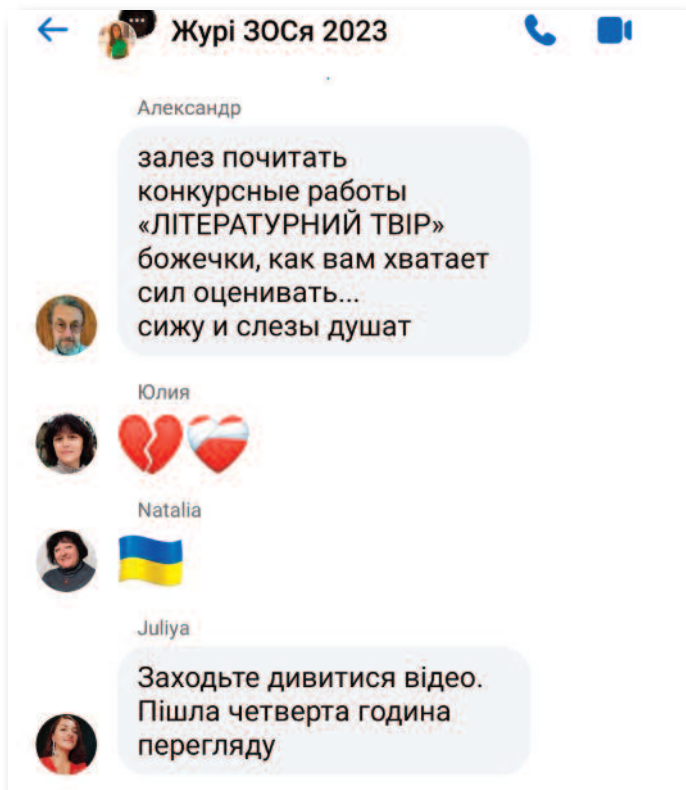 Журі ЗОСя 2023
Александр
залез почитать
конкурсные работы
«ЛІТЕРАТУРНИЙ ТВІР»
божечки, как вам хватает
сил оценивать...
сижу и слезы душат
Юлия
Natalia
Juliya
Заходьте дивитися відео.
Пішла четверта година
перегляду